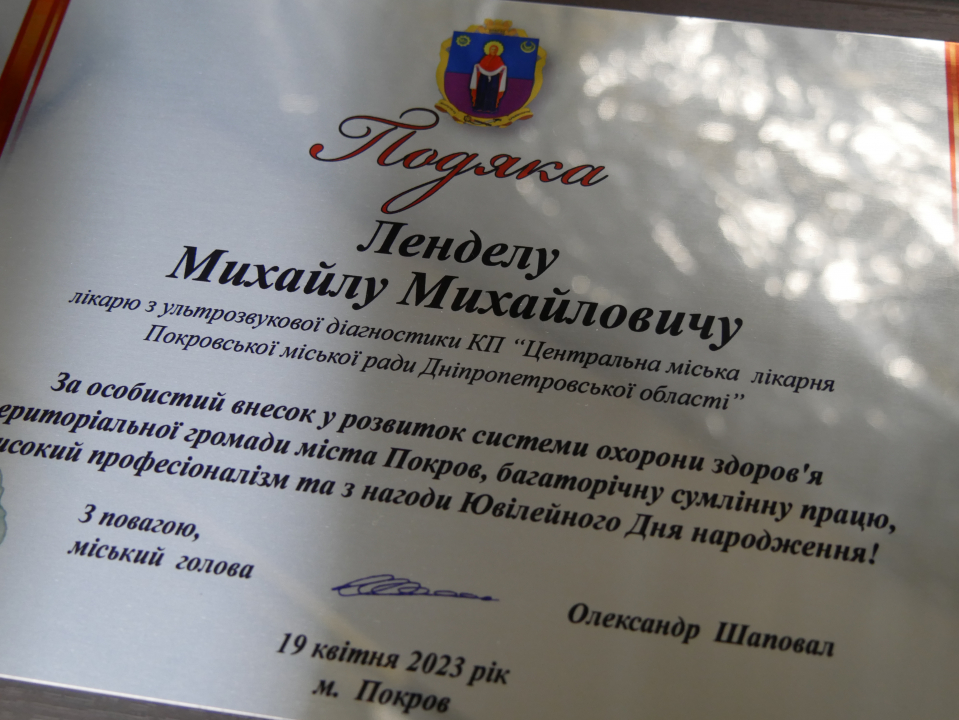 Подяка
Ленделу
Михайлу Михайловичу
лікарю з ультрозвукової діагностики КП “Центральна міська лікарня
Покровської міської ради Дніпропетровської області”
За особистий внесок у розвиток системи охорони здоров'я
ериторіальної громади міста Покров, багаторічну сумлінну працю,
исокий професіоналізм та з нагоди Ювілейного Дня народження!
З повагою,
міський голова
Олександр Шаповал
19 квітня 2023 рік
м. Покров